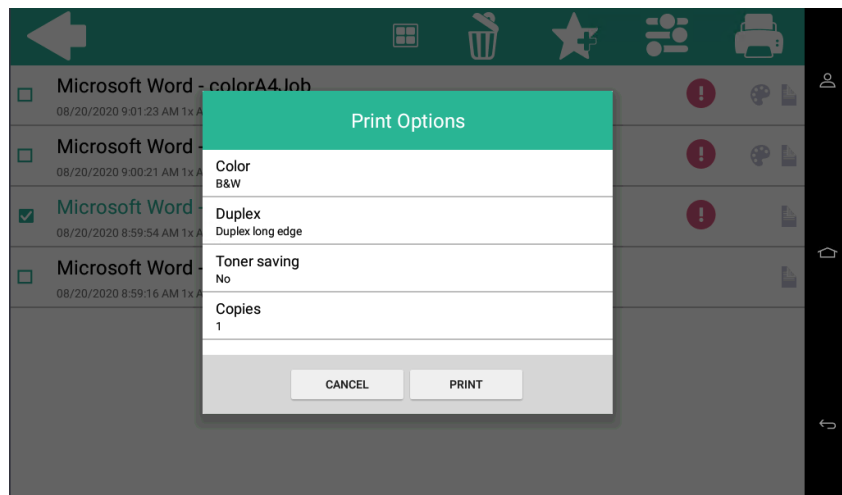 Microsoft Word - colorA4Job
08/20/2020 9:01:23 AM 1x A
Print Options
Microsoft Word -
08/20/2020 9:00:21 AM 1x A
Color
B&W
Microsoft Word -
08/20/2020 8:59:54 AM 1x A
Duplex
Duplex long edge
Microsoft Word -
08/20/2020 8:59:16 AM 1x A
Toner saving
No
Copies
1
CANCEL PRINT